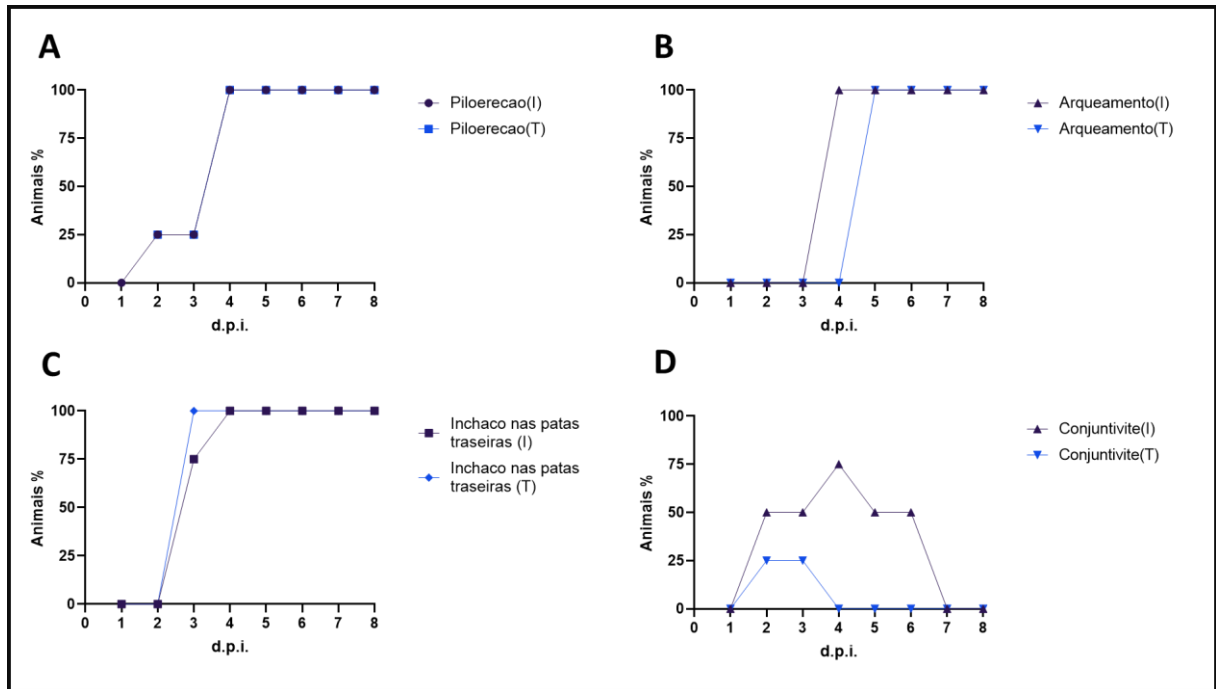 A
100
75
50
25
0
Animais %
0 1 2 3 4 5 6 7 8
d.p.i.
Piloerecao(I)
Piloerecao(T)
B
100
75
50
25
0
Animais %
0 1 2 3 4 5 6 7 8
d.p.i.
Arqueamento(I)
Arqueamento(T)
C
100
75
50
25
0
Animais %
0 1 2 3 4 5 6 7 8
d.p.i.
Inchaco nas patas
traseiras (I)
Inchaco nas patas
traseiras (T)
D
100
75
50
25
0
Animais %
0 1 2 3 4 5 6 7 8
d.p.i.
Conjuntivite(I)
Conjuntivite(T)